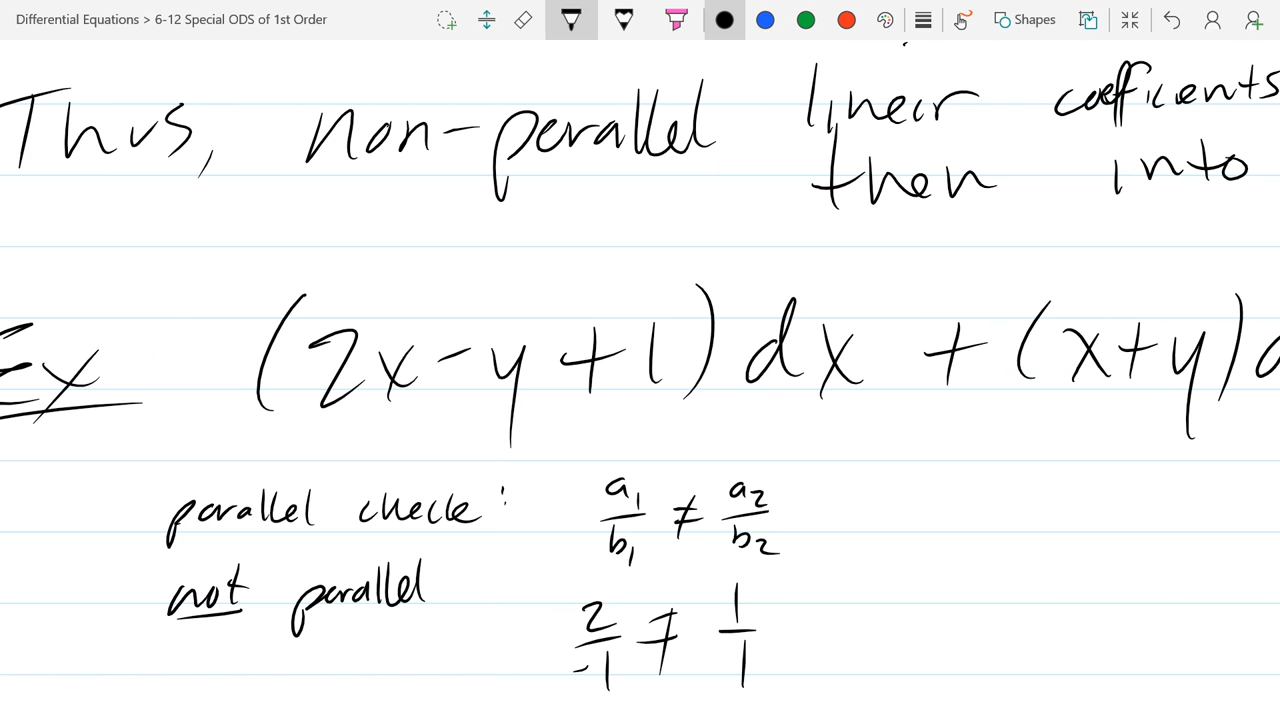 Differential Equations > 6-12 Special ODS of 1st Order
Shapes
Thus, non-parallel linear coefficients
then into
Ex (2x-y+1)dx + (x+y)d
parallel check: a₁/b₁ ≠ a₂/b₂
not parallel
2/-1 ≠ 1/1